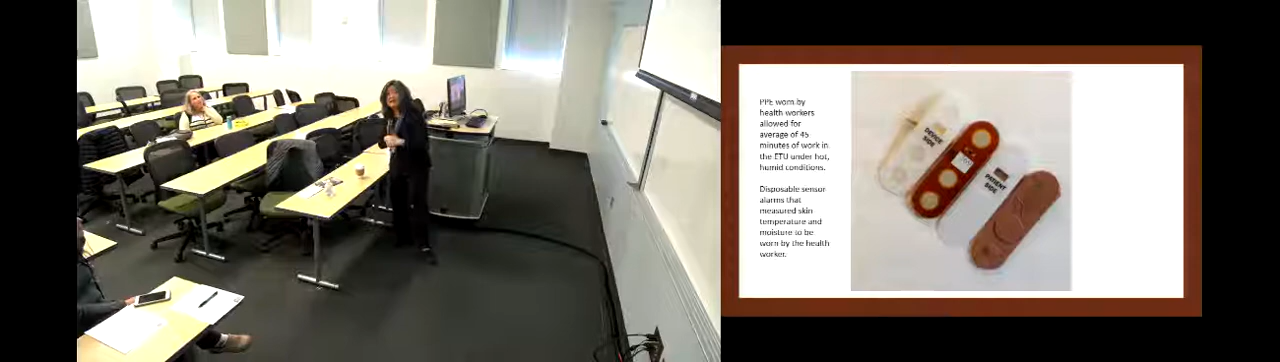 PPE worn by
health workers
allowed for
average of 45
minutes of work in
the ETU under hot,
humid conditions.
Disposable sensor
alarms that
measured skin
temperature and
moisture to be
worn by the health
worker.
DEVICE
SIDE
PATIENT
SIDE